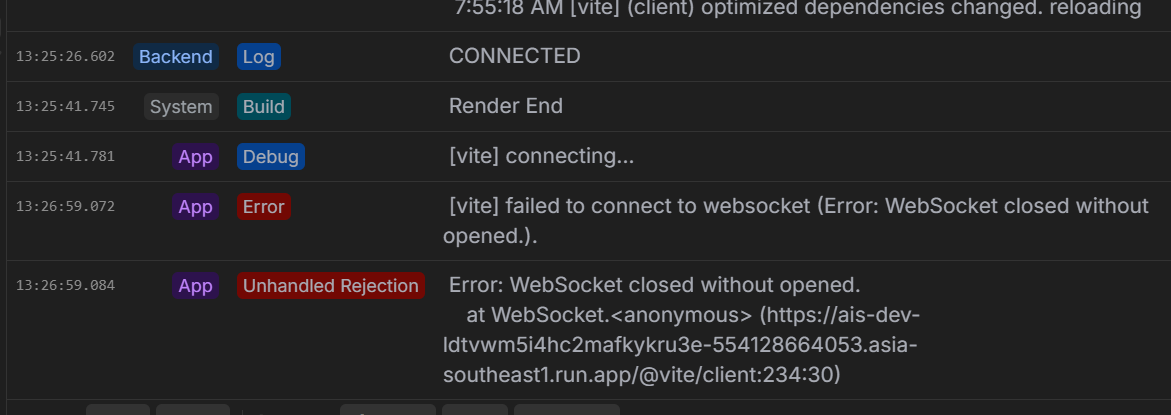 7:55:18 AM [vite] (client) optimized dependencies changed. reloading
13:25:26.602 Backend Log CONNECTED
13:25:41.745 System Build Render End
13:25:41.781 App Debug [vite] connecting...
13:26:59.072 App Error [vite] failed to connect to websocket (Error: WebSocket closed without
opened.).
13:26:59.084 App Unhandled Rejection Error: WebSocket closed without opened.
at WebSocket.<anonymous> (https://ais-dev-
ldtvwm5i4hc2mafkykru3e-554128664053.asia-
southeast1.run.app/@vite/client:234:30)